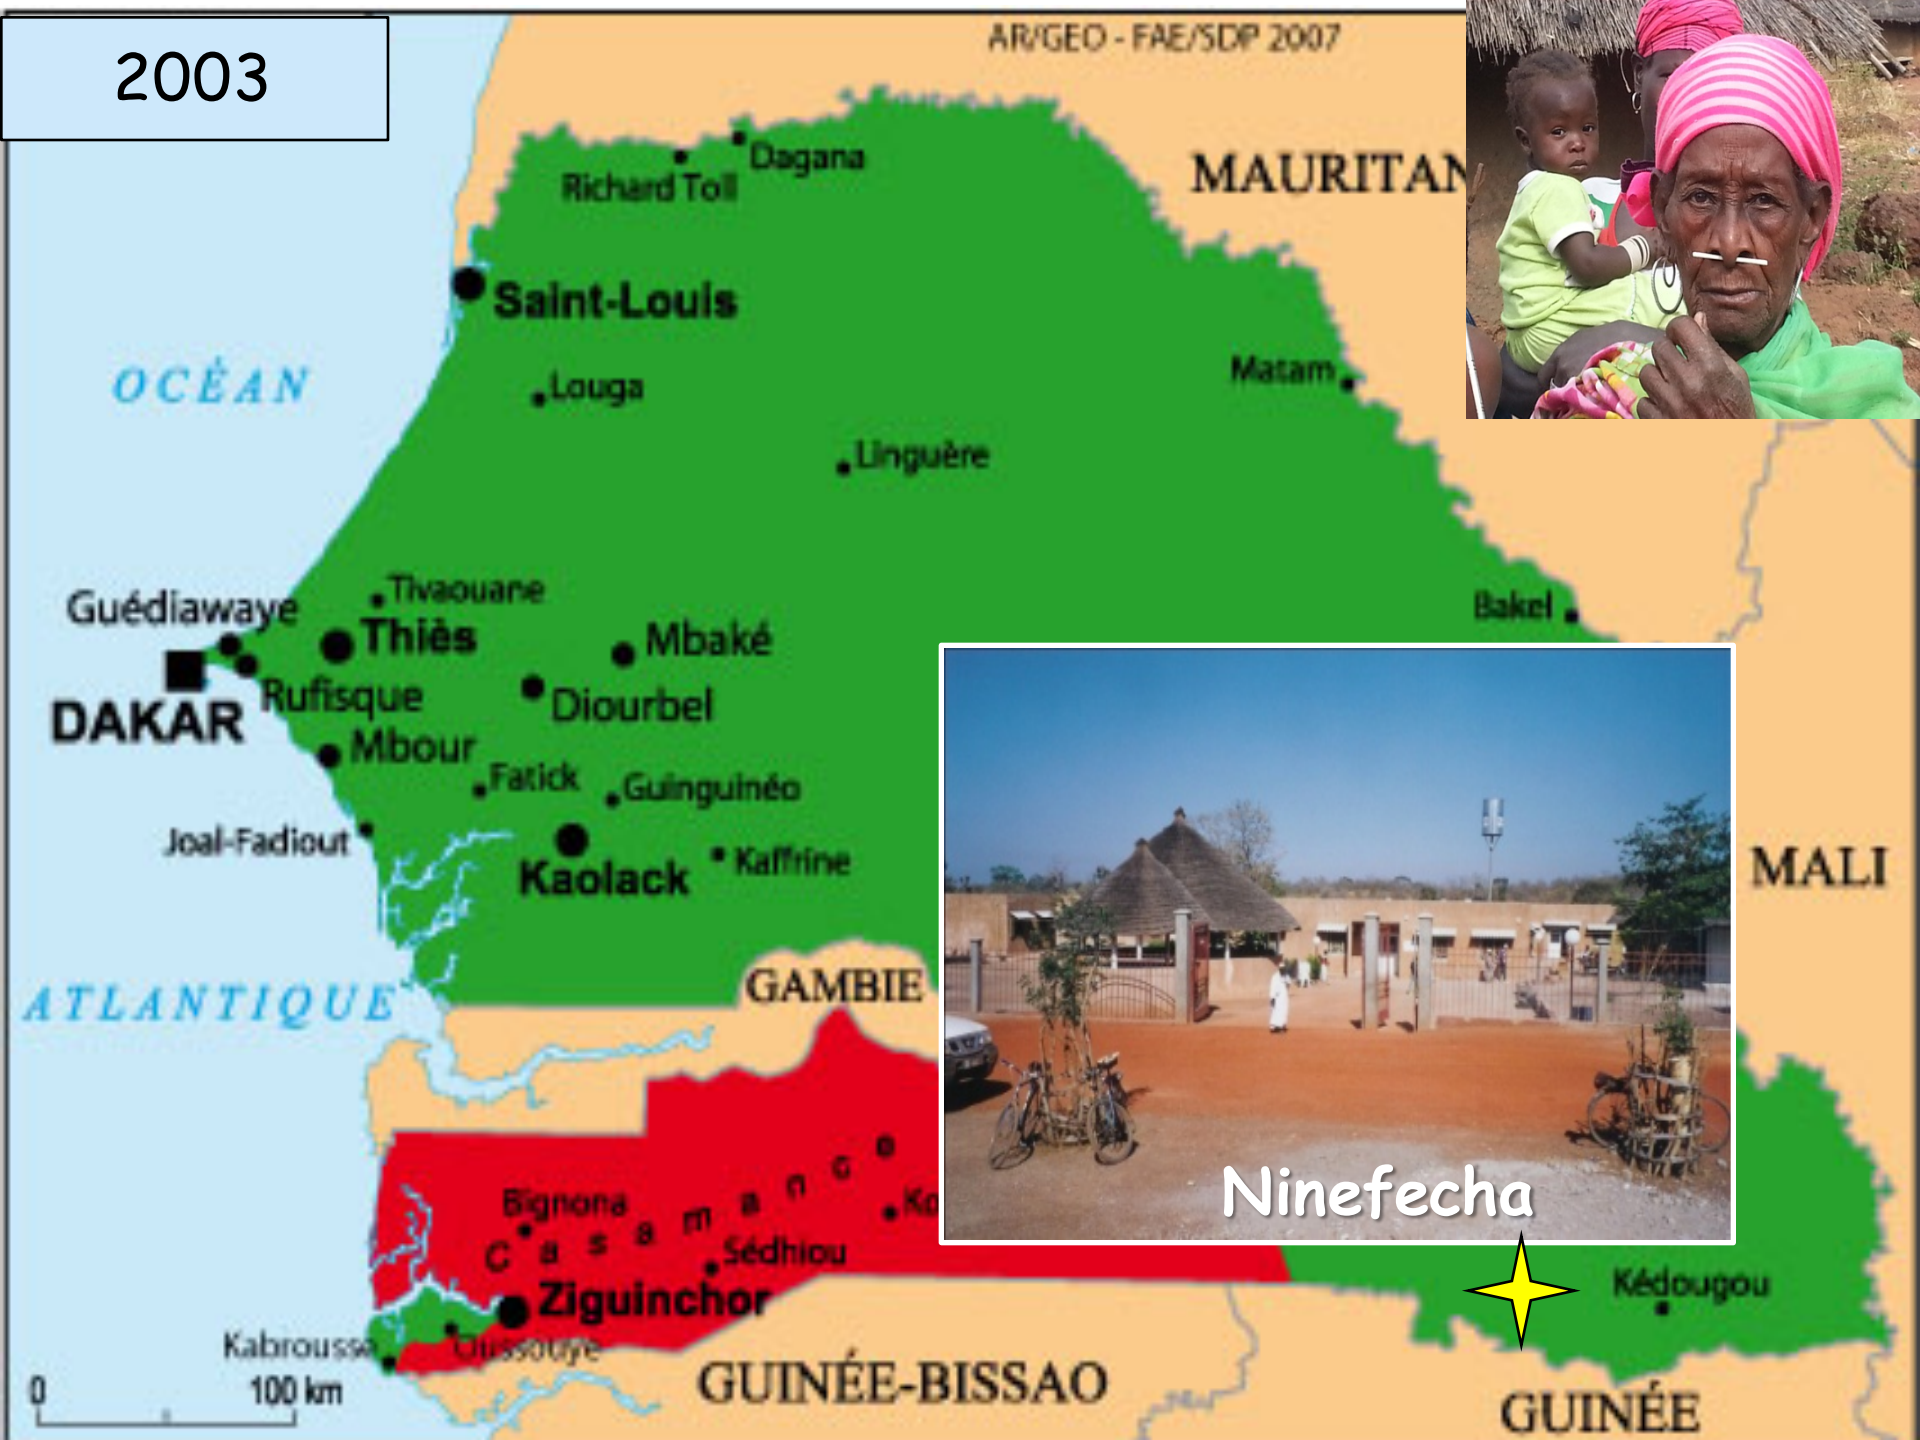 2003
AR/GEO - FAE/SDP 2007
MAURITAN
Dagana
Richard Toll
Saint-Louis
OCÉAN
Louga
Matam
Linguère
Tivaouane
Guédiawaye
Thiès
Mbaké
Bakel
Rufisque
Diourbel
DAKAR
Mbour
Fatick
Guinguinéo
Joal-Fadiout
Kaolack
Kaffrine
MALI
GAMBIE
ATLANTIQUE
Ninefecha
Bignona
Casamance
Ko
Sédhiou
Ziguinchor
Kédougou
Kabrousse
Oussouye
GUINÉE-BISSAO
GUINÉE
0 100 km